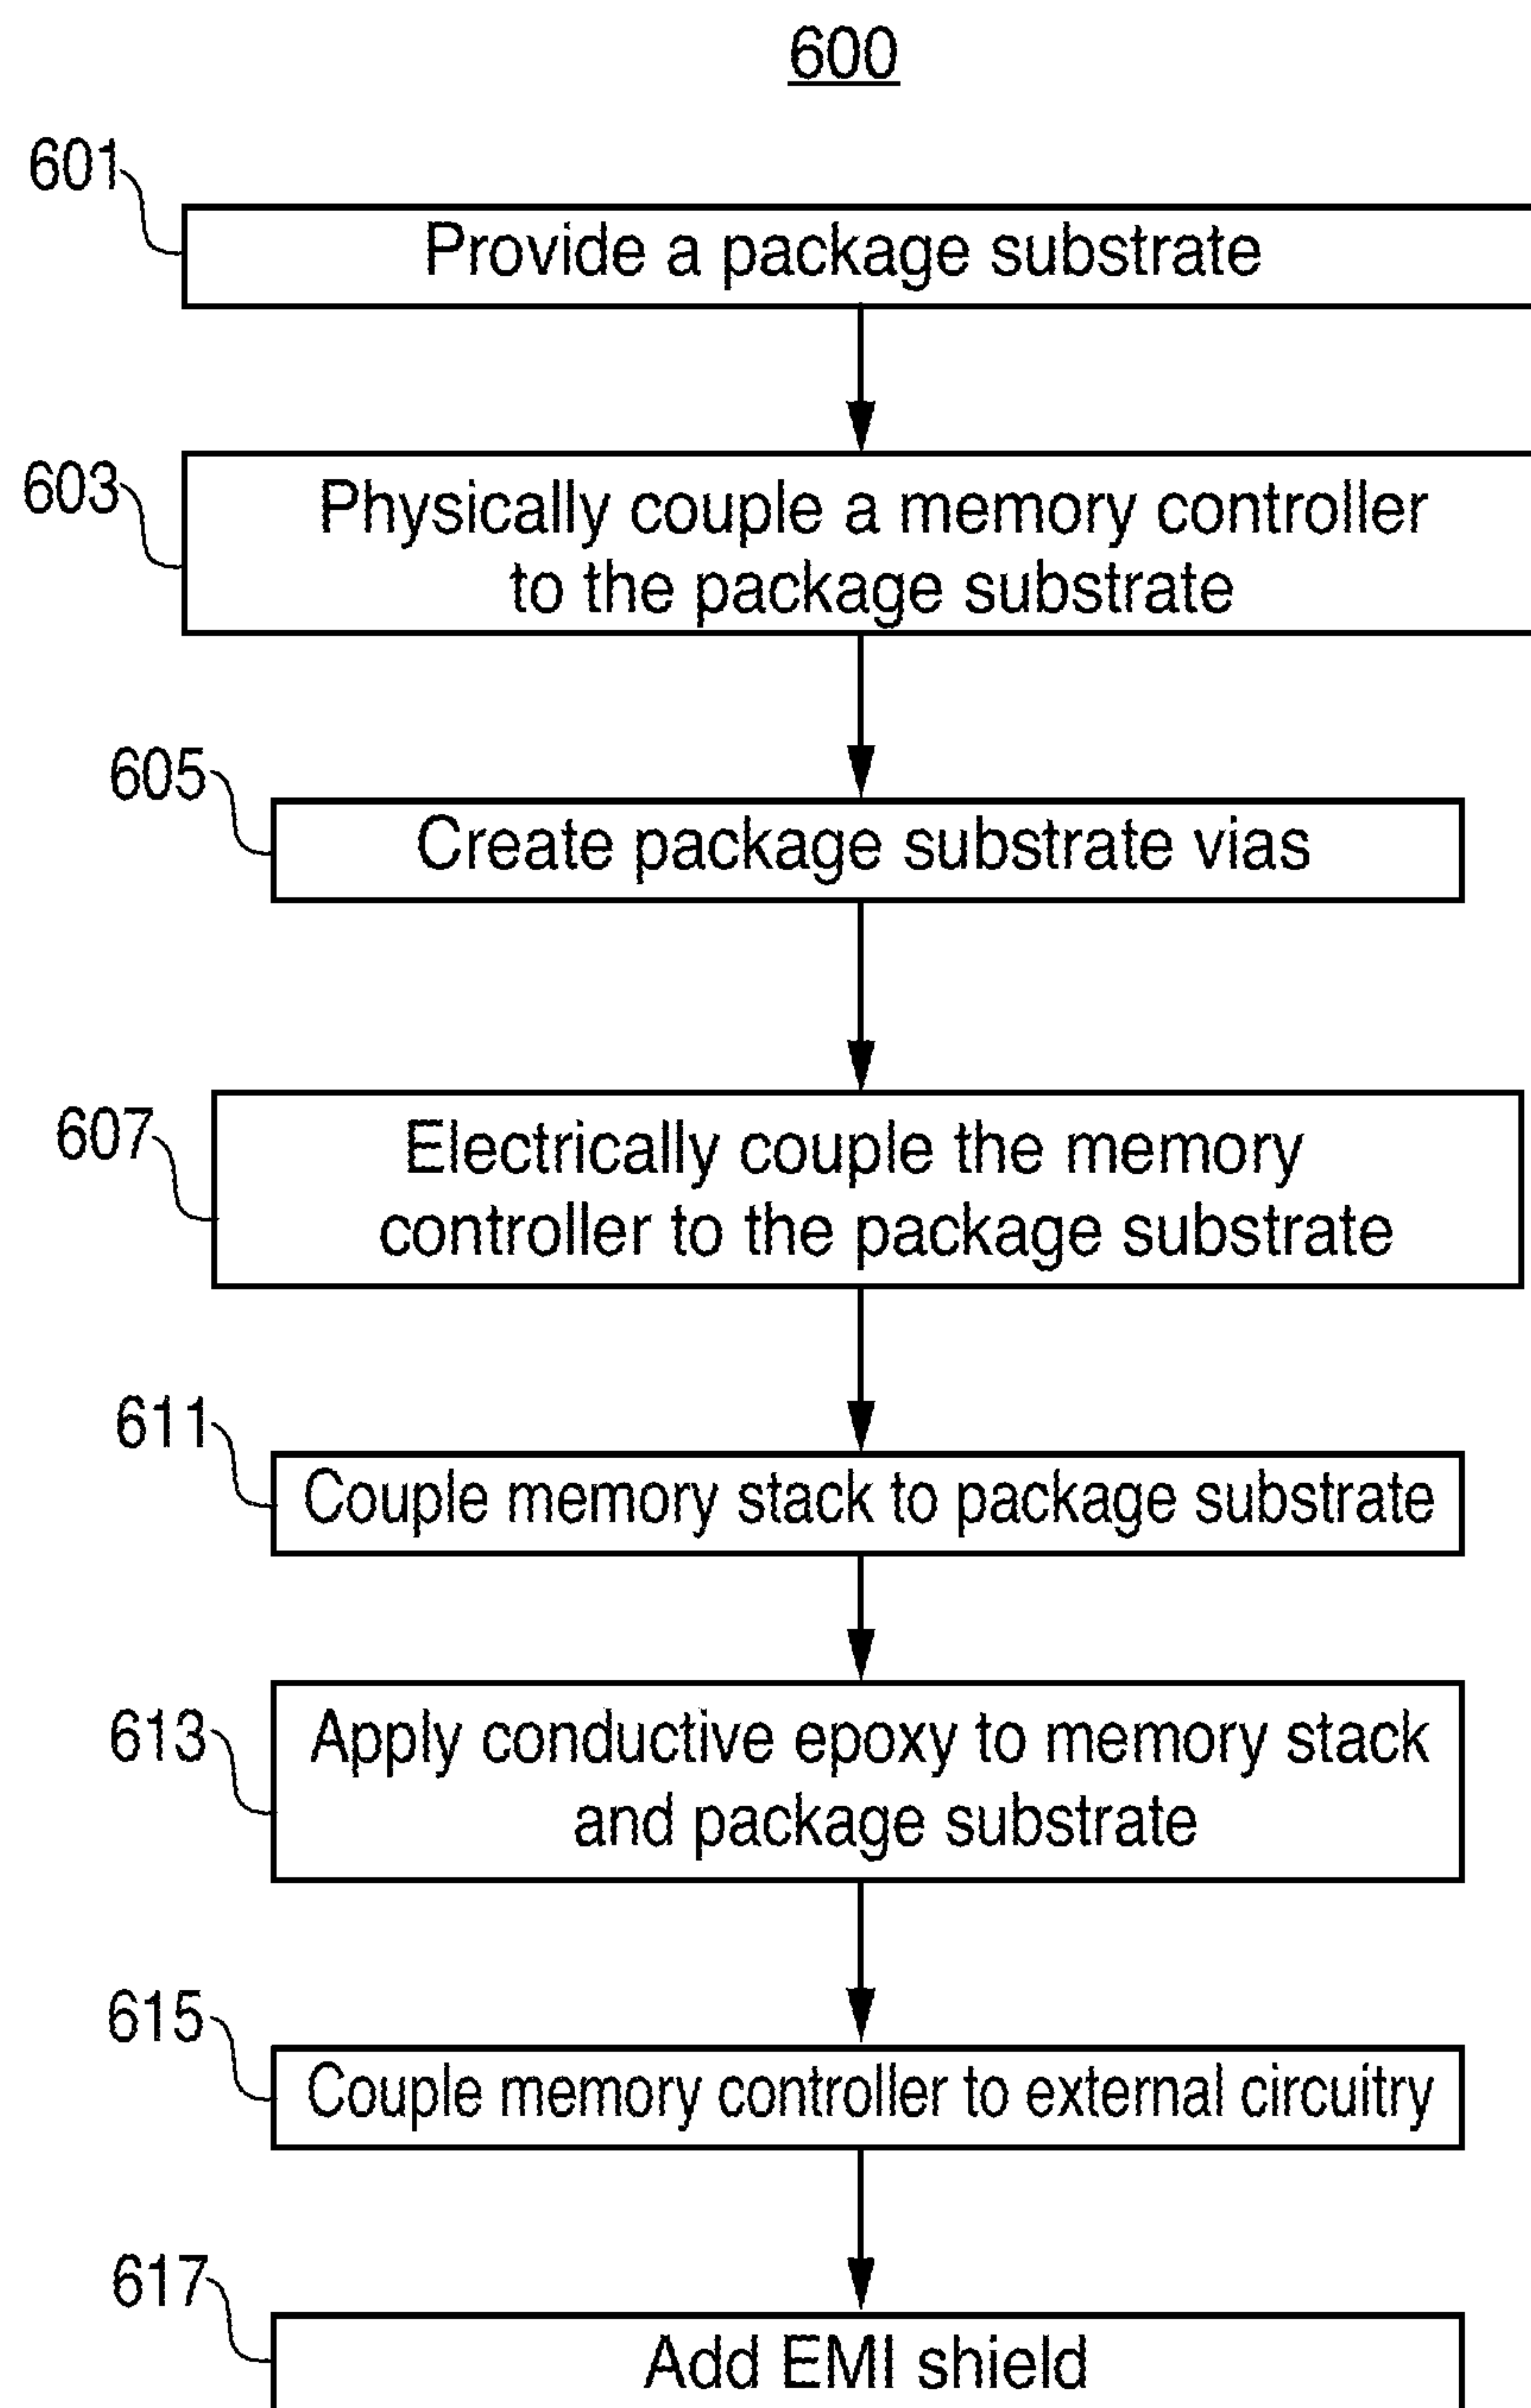 600
601
Provide a package substrate
603
Physically couple a memory controller
to the package substrate
605
Create package substrate vias
607
Electrically couple the memory
controller to the package substrate
611
Couple memory stack to package substrate
613
Apply conductive epoxy to memory stack
and package substrate
615
Couple memory controller to external circuitry
617
Add EMI shield